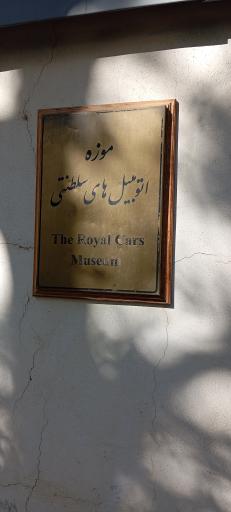 موزه
اتومبیل های سلطنتی
The Royal Cars
Museum